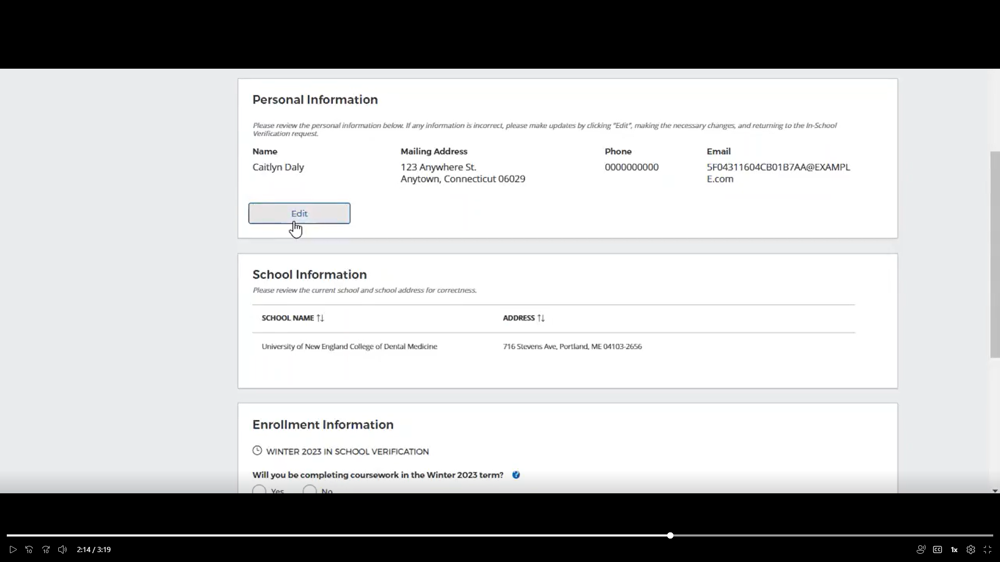 Personal Information
Please review the personal information below. If any information is incorrect, please make updates by clicking "Edit", making the necessary changes, and returning to the In-School
Verification request.
Name Mailing Address Phone Email
Caitlyn Daly 123 Anywhere St. 0000000000 5F04311604CB01B7AA@EXAMPL
Anytown, Connecticut 06029 E.com
Edit
School Information
Please review the current school and school address for correctness.
SCHOOL NAME ↑↓ ADDRESS ↑↓
University of New England College of Dental Medicine 716 Stevens Ave, Portland, ME 04103-2656
Enrollment Information
WINTER 2023 IN SCHOOL VERIFICATION
Will you be completing coursework in the Winter 2023 term? ?
Yes No
10 10 2:14 / 3:19 CC 1x